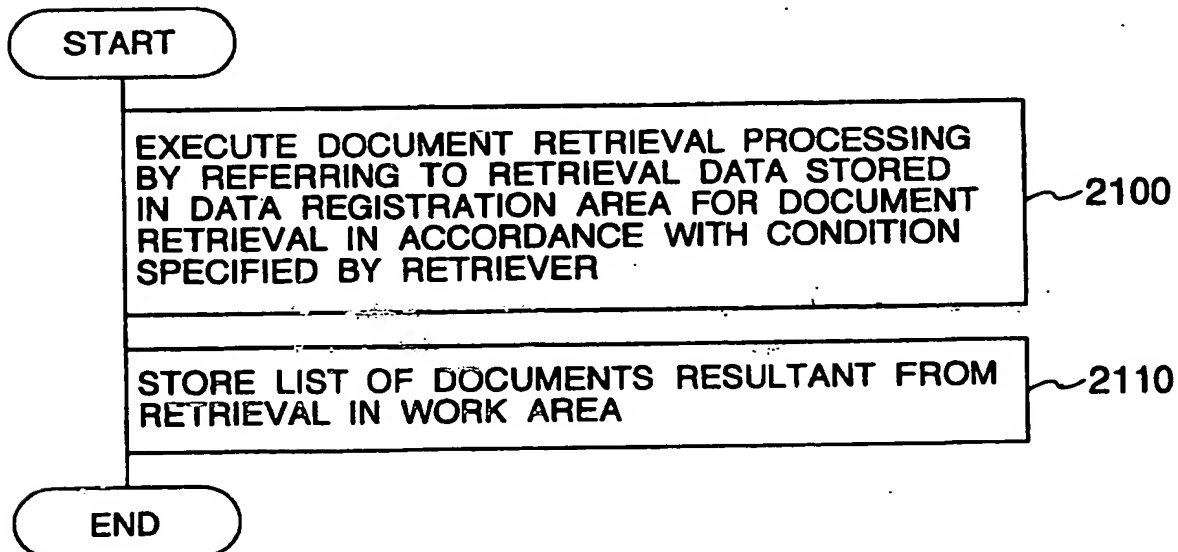 START
EXECUTE DOCUMENT RETRIEVAL PROCESSING
BY REFERRING TO RETRIEVAL DATA STORED
IN DATA REGISTRATION AREA FOR DOCUMENT
RETRIEVAL IN ACCORDANCE WITH CONDITION
SPECIFIED BY RETRIEVER
2100
STORE LIST OF DOCUMENTS RESULTANT FROM
RETRIEVAL IN WORK AREA
2110
END